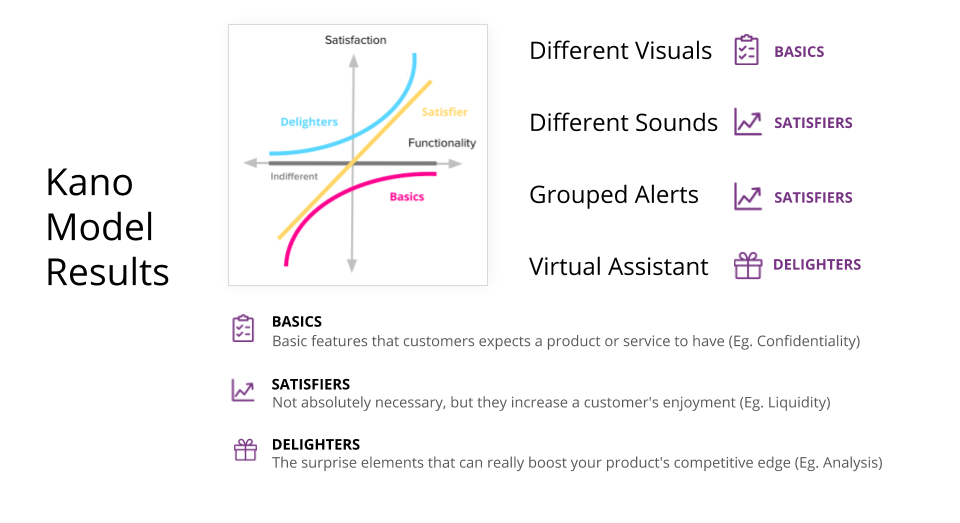 Kano
Model
Results
Satisfaction
Delighters
Satisfier
Functionality
Indifferent
Basics
Different Visuals BASICS
Different Sounds SATISFIERS
Grouped Alerts SATISFIERS
Virtual Assistant DELIGHTERS
BASICS
Basic features that customers expects a product or service to have (Eg. Confidentiality)
SATISFIERS
Not absolutely necessary, but they increase a customer's enjoyment (Eg. Liquidity)
DELIGHTERS
The surprise elements that can really boost your product's competitive edge (Eg. Analysis)